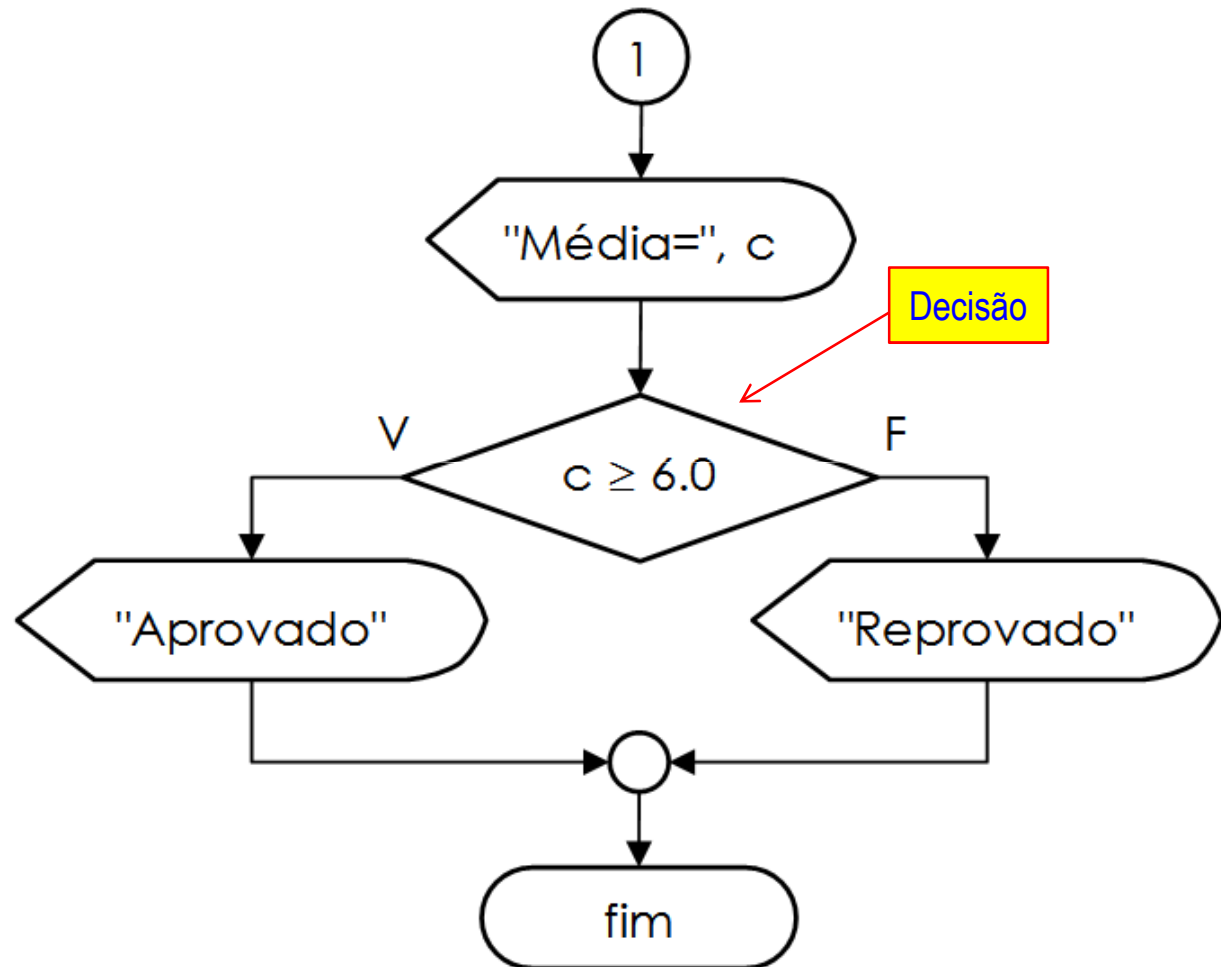 1
"Média=", c
Decisão
V
F
c ≥ 6.0
"Aprovado"
"Reprovado"
fim